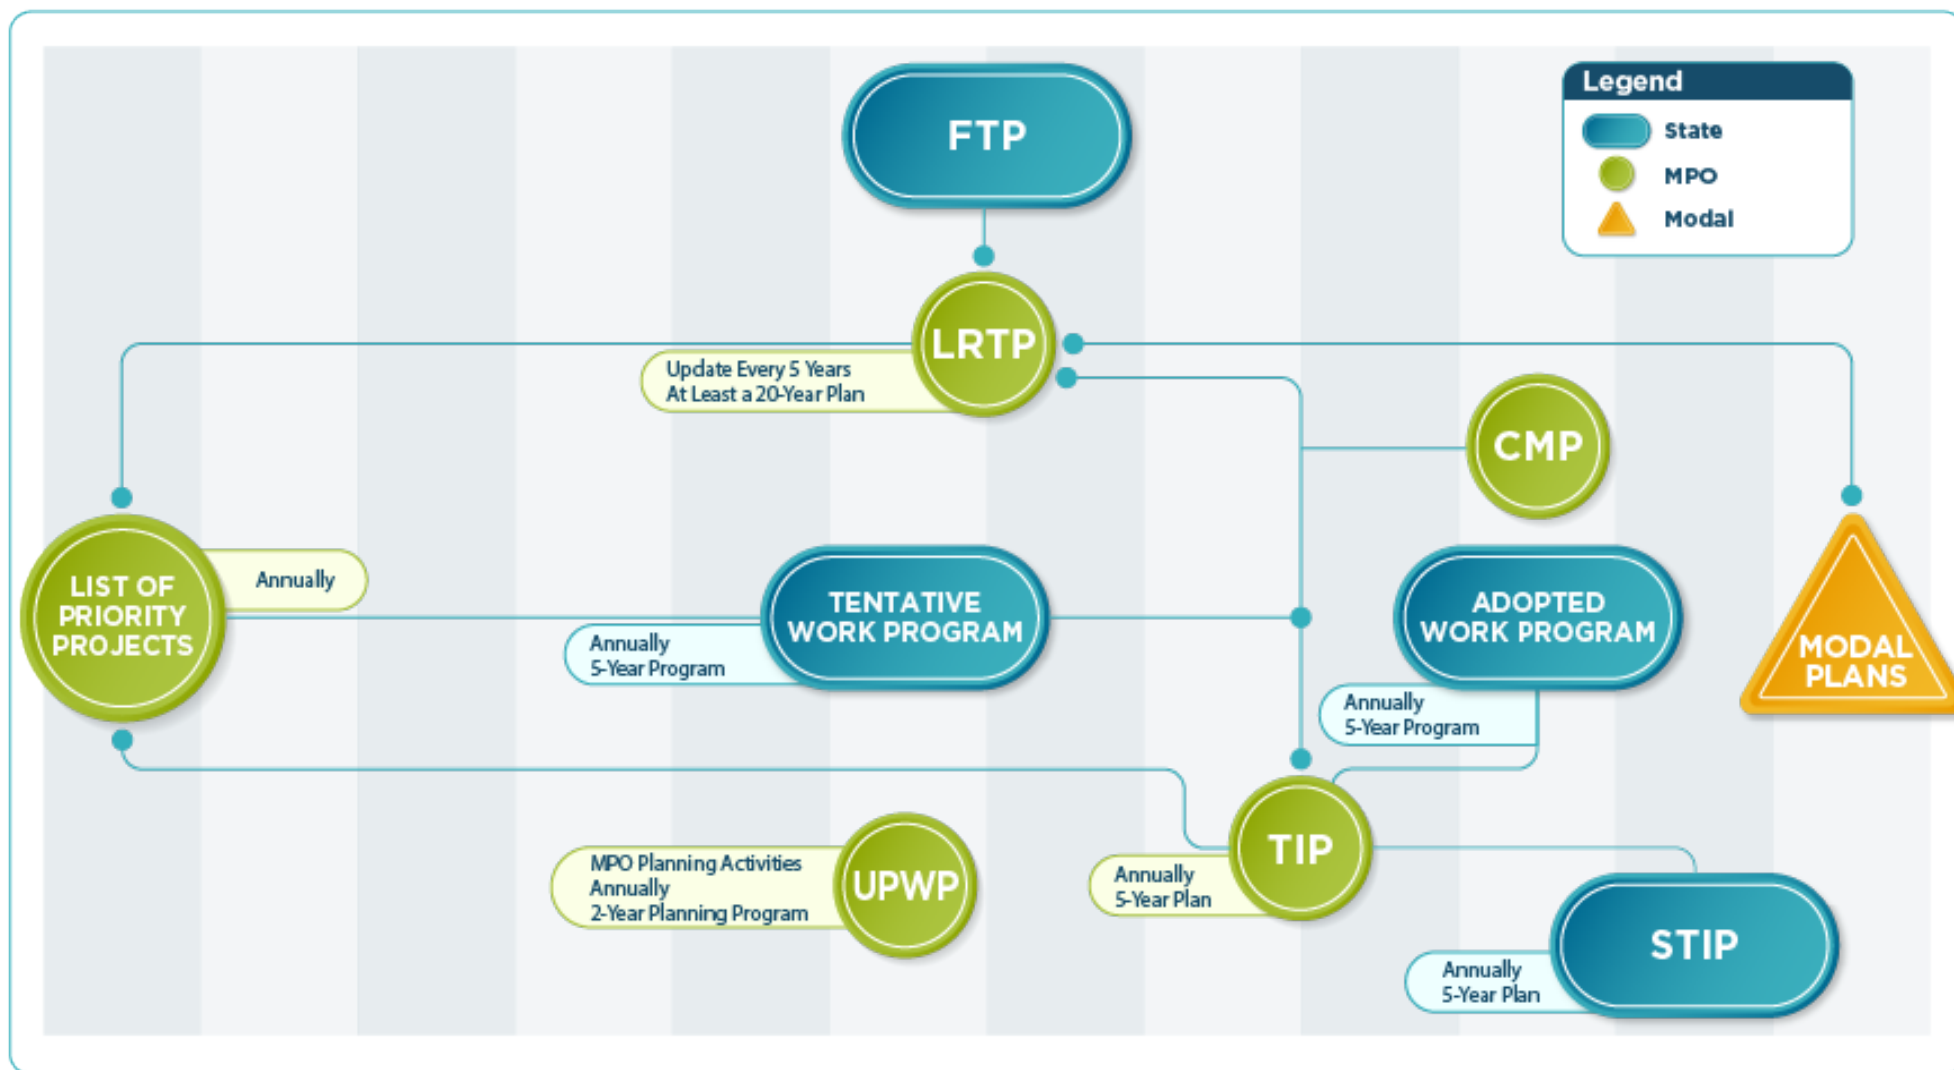 FTP
Legend
State
MPO
Modal
LRTP
Update Every 5 Years
At Least a 20-Year Plan
CMP
LIST OF
PRIORITY
PROJECTS
Annually
TENTATIVE
WORK PROGRAM
Annually
5-Year Program
ADOPTED
WORK PROGRAM
Annually
5-Year Program
MODAL
PLANS
UPWP
MPO Planning Activities
Annually
2-Year Planning Program
TIP
Annually
5-Year Plan
STIP
Annually
5-Year Plan